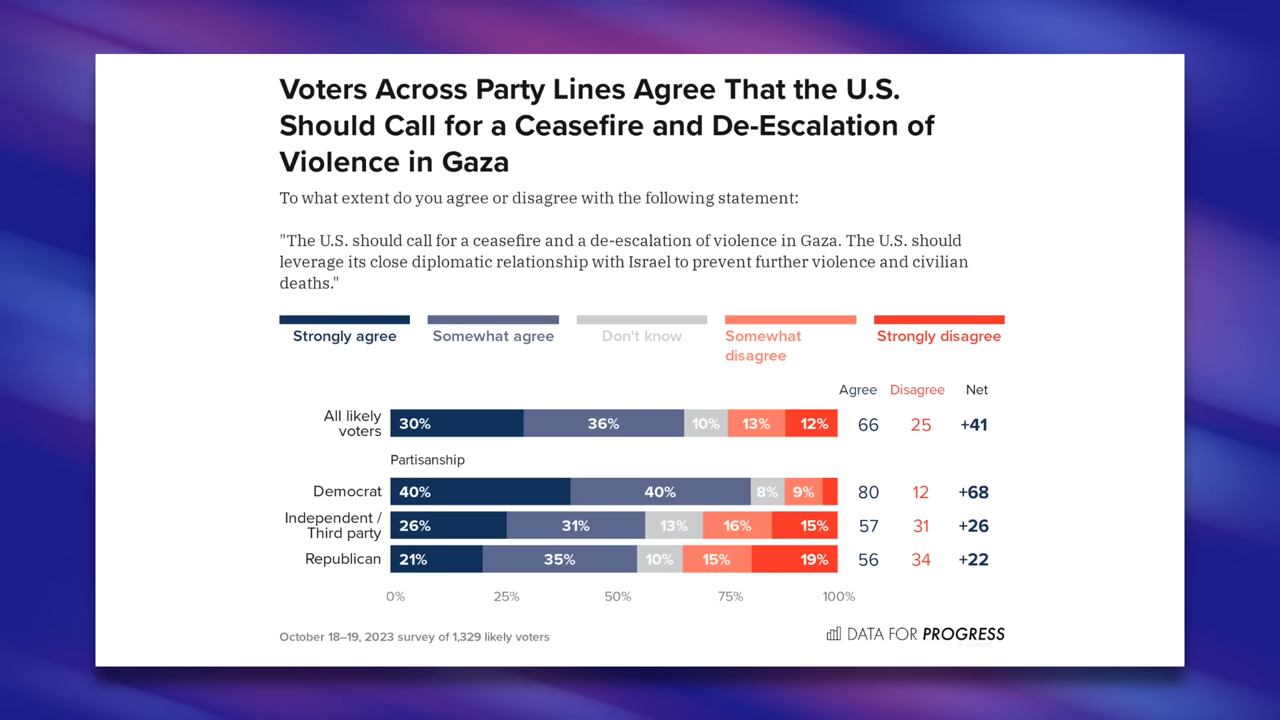 Voters Across Party Lines Agree That the U.S.
Should Call for a Ceasefire and De-Escalation of
Violence in Gaza
To what extent do you agree or disagree with the following statement:
"The U.S. should call for a ceasefire and a de-escalation of violence in Gaza. The U.S. should
leverage its close diplomatic relationship with Israel to prevent further violence and civilian
deaths."
Strongly agree Somewhat agree Don't know Somewhat disagree Strongly disagree
Agree Disagree Net
All likely voters 30% 36% 10% 13% 12% 66 25 +41
Partisanship
Democrat 40% 40% 8% 9% 80 12 +68
Independent / Third party 26% 31% 13% 16% 15% 57 31 +26
Republican 21% 35% 10% 15% 19% 56 34 +22
0% 25% 50% 75% 100%
October 18–19, 2023 survey of 1,329 likely voters
DATA FOR PROGRESS